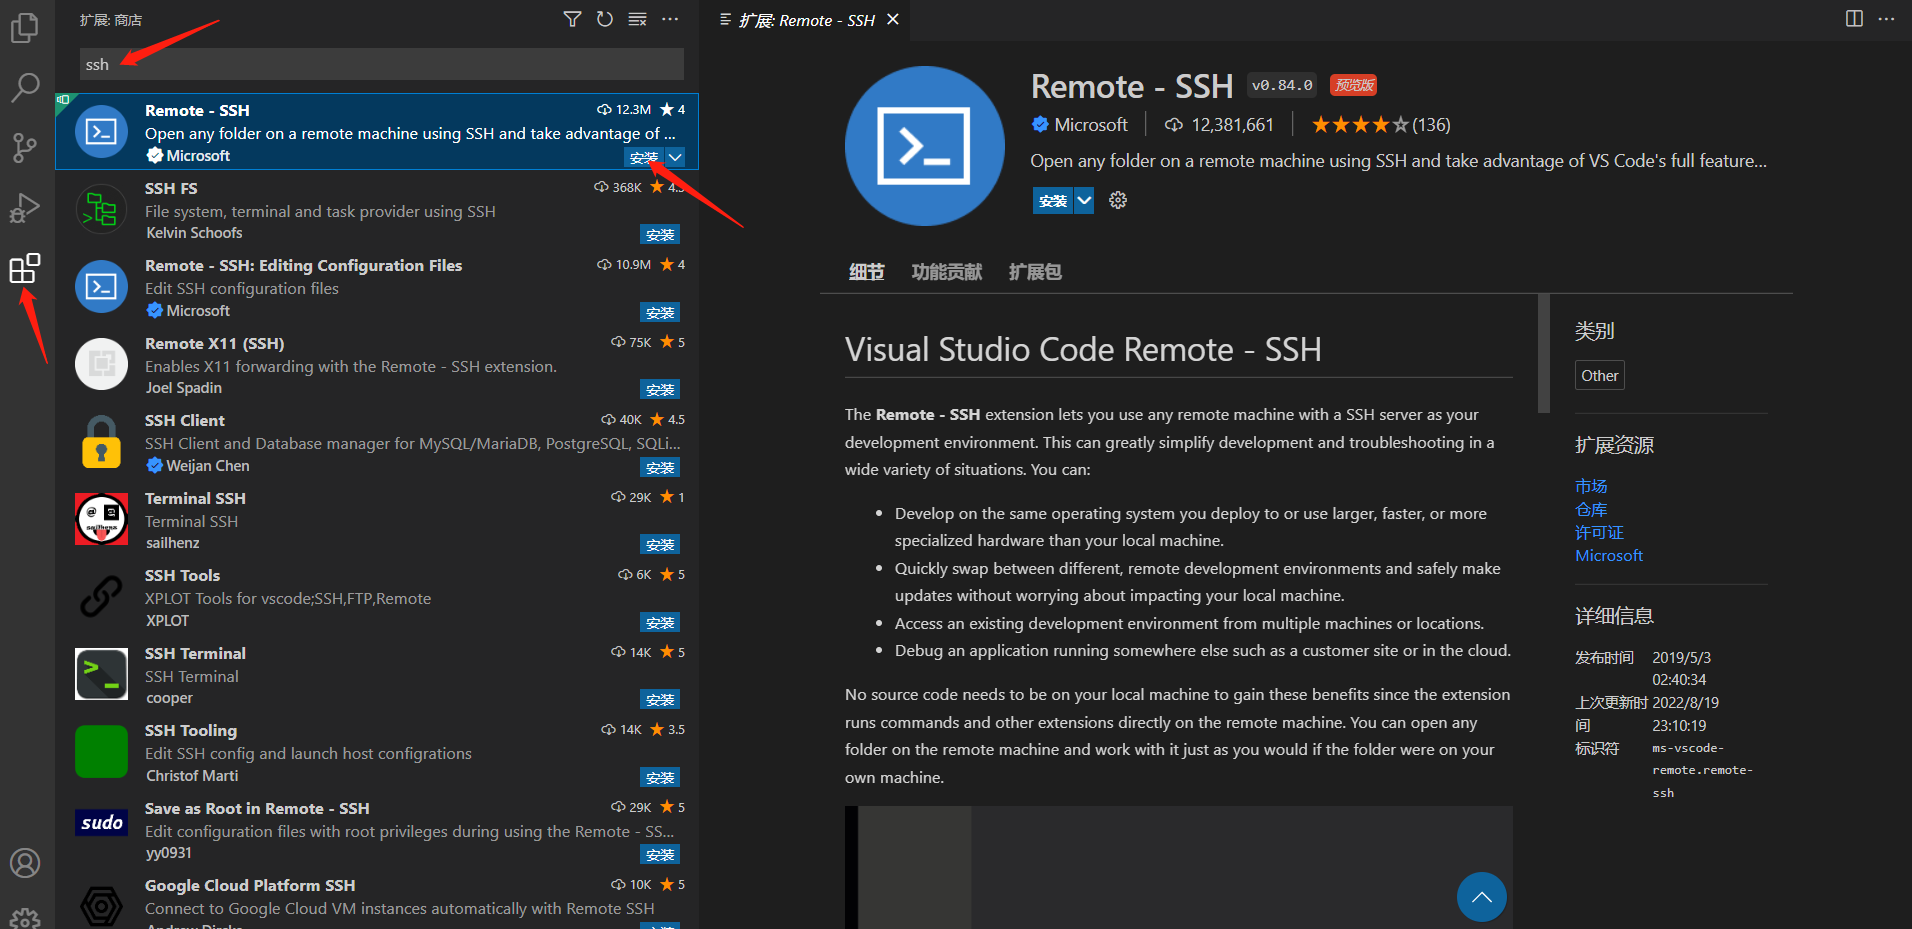 扩展: 商店
ssh
Remote - SSH
12.3M
4
Open any folder on a remote machine using SSH and take advantage of ...
Microsoft
安装
SSH FS
368K
4.5
File system, terminal and task provider using SSH
Kelvin Schoofs
安装
Remote - SSH: Editing Configuration Files
10.9M
4
Edit SSH configuration files
Microsoft
安装
Remote X11 (SSH)
75K
5
Enables X11 forwarding with the Remote - SSH extension.
Joel Spadin
安装
SSH Client
40K
4.5
SSH Client and Database manager for MySQL/MariaDB, PostgreSQL, SQLi...
Weijan Chen
安装
Terminal SSH
29K
1
Terminal SSH
sailhenz
安装
SSH Tools
6K
5
XPLOT Tools for vscode;SSH,FTP,Remote
XPLOT
安装
SSH Terminal
14K
5
SSH Terminal
cooper
安装
SSH Tooling
14K
3.5
Edit SSH config and launch host configrations
Christof Marti
安装
sudo
Save as Root in Remote - SSH
29K
5
Edit configuration files with root privileges during using the Remote - SS...
yy0931
安装
Google Cloud Platform SSH
10K
5
Connect to Google Cloud VM instances automatically with Remote SSH
扩展: Remote - SSH
Remote - SSH
v0.84.0
预览版
Microsoft
12,381,661
(136)
Open any folder on a remote machine using SSH and take advantage of VS Code's full feature...
安装
细节 功能贡献 扩展包
Visual Studio Code Remote - SSH
The Remote - SSH extension lets you use any remote machine with a SSH server as your
development environment. This can greatly simplify development and troubleshooting in a
wide variety of situations. You can:
• Develop on the same operating system you deploy to or use larger, faster, or more
specialized hardware than your local machine.
• Quickly swap between different, remote development environments and safely make
updates without worrying about impacting your local machine.
• Access an existing development environment from multiple machines or locations.
• Debug an application running somewhere else such as a customer site or in the cloud.
No source code needs to be on your local machine to gain these benefits since the extension
runs commands and other extensions directly on the remote machine. You can open any
folder on the remote machine and work with it just as you would if the folder were on your
own machine.
类别
Other
扩展资源
市场
仓库
许可证
Microsoft
详细信息
发布时间 2019/5/3
02:40:34
上次更新时 2022/8/19
间 23:10:19
标识符 ms-vscode-
remote.remote-
ssh